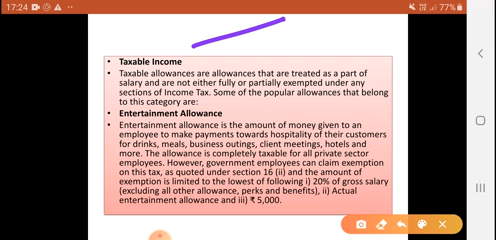 17:24
77%
• Taxable Income
• Taxable allowances are allowances that are treated as a part of
salary and are not either fully or partially exempted under any
sections of Income Tax. Some of the popular allowances that belong
to this category are:
• Entertainment Allowance
• Entertainment allowance is the amount of money given to an
employee to make payments towards hospitality of their customers
for drinks, meals, business outings, client meetings, hotels and
more. The allowance is completely taxable for all private sector
employees. However, government employees can claim exemption
on this tax, as quoted under section 16 (ii) and the amount of
exemption is limited to the lowest of following i) 20% of gross salary
(excluding all other allowance, perks and benefits), ii) Actual
entertainment allowance and iii) ₹ 5,000.